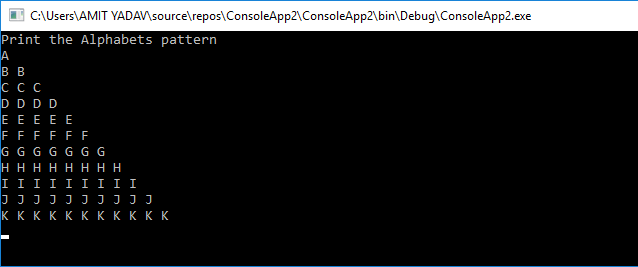 C:\Users\AMIT YADAV\source\repos\ConsoleApp2\ConsoleApp2\bin\Debug\ConsoleApp2.exe
Print the Alphabets pattern
A
B B
C C C
D D D D
E E E E E
F F F F F F
G G G G G G G
H H H H H H H H
I I I I I I I I I
J J J J J J J J J J
K K K K K K K K K K K